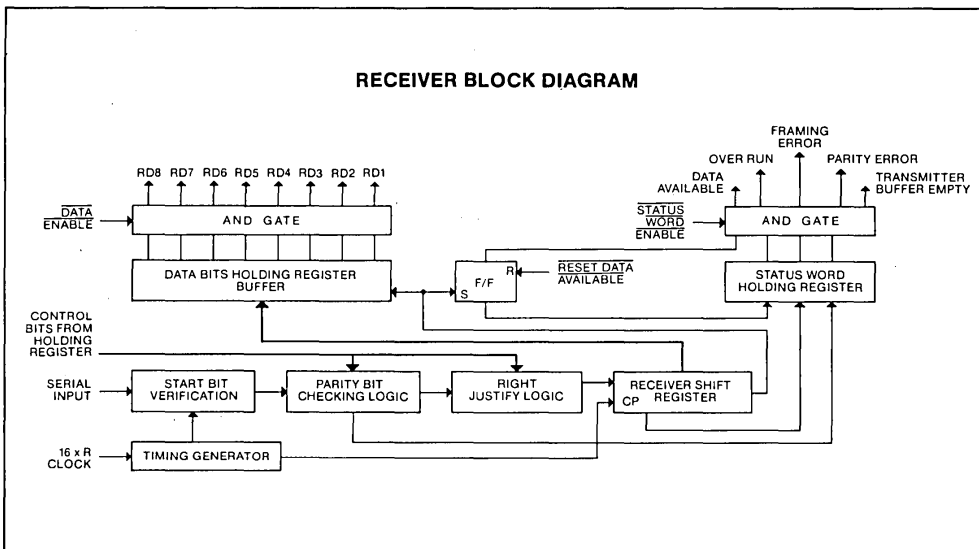 RECEIVER BLOCK DIAGRAM
FRAMING
ERROR
OVER RUN
PARITY ERROR
DATA
AVAILABLE
TRANSMITTER
BUFFER EMPTY
RD8 RD7 RD6 RD5 RD4 RD3 RD2 RD1
DATA
ENABLE
AND GATE
STATUS
WORD
ENABLE
AND GATE
DATA BITS HOLDING REGISTER
BUFFER
F/F
R
S
RESET DATA
AVAILABLE
STATUS WORD
HOLDING REGISTER
CONTROL
BITS FROM
HOLDING
REGISTER
SERIAL
INPUT
START BIT
VERIFICATION
PARITY BIT
CHECKING LOGIC
RIGHT
JUSTIFY LOGIC
RECEIVER SHIFT
REGISTER
CP
16 x R
CLOCK
TIMING GENERATOR